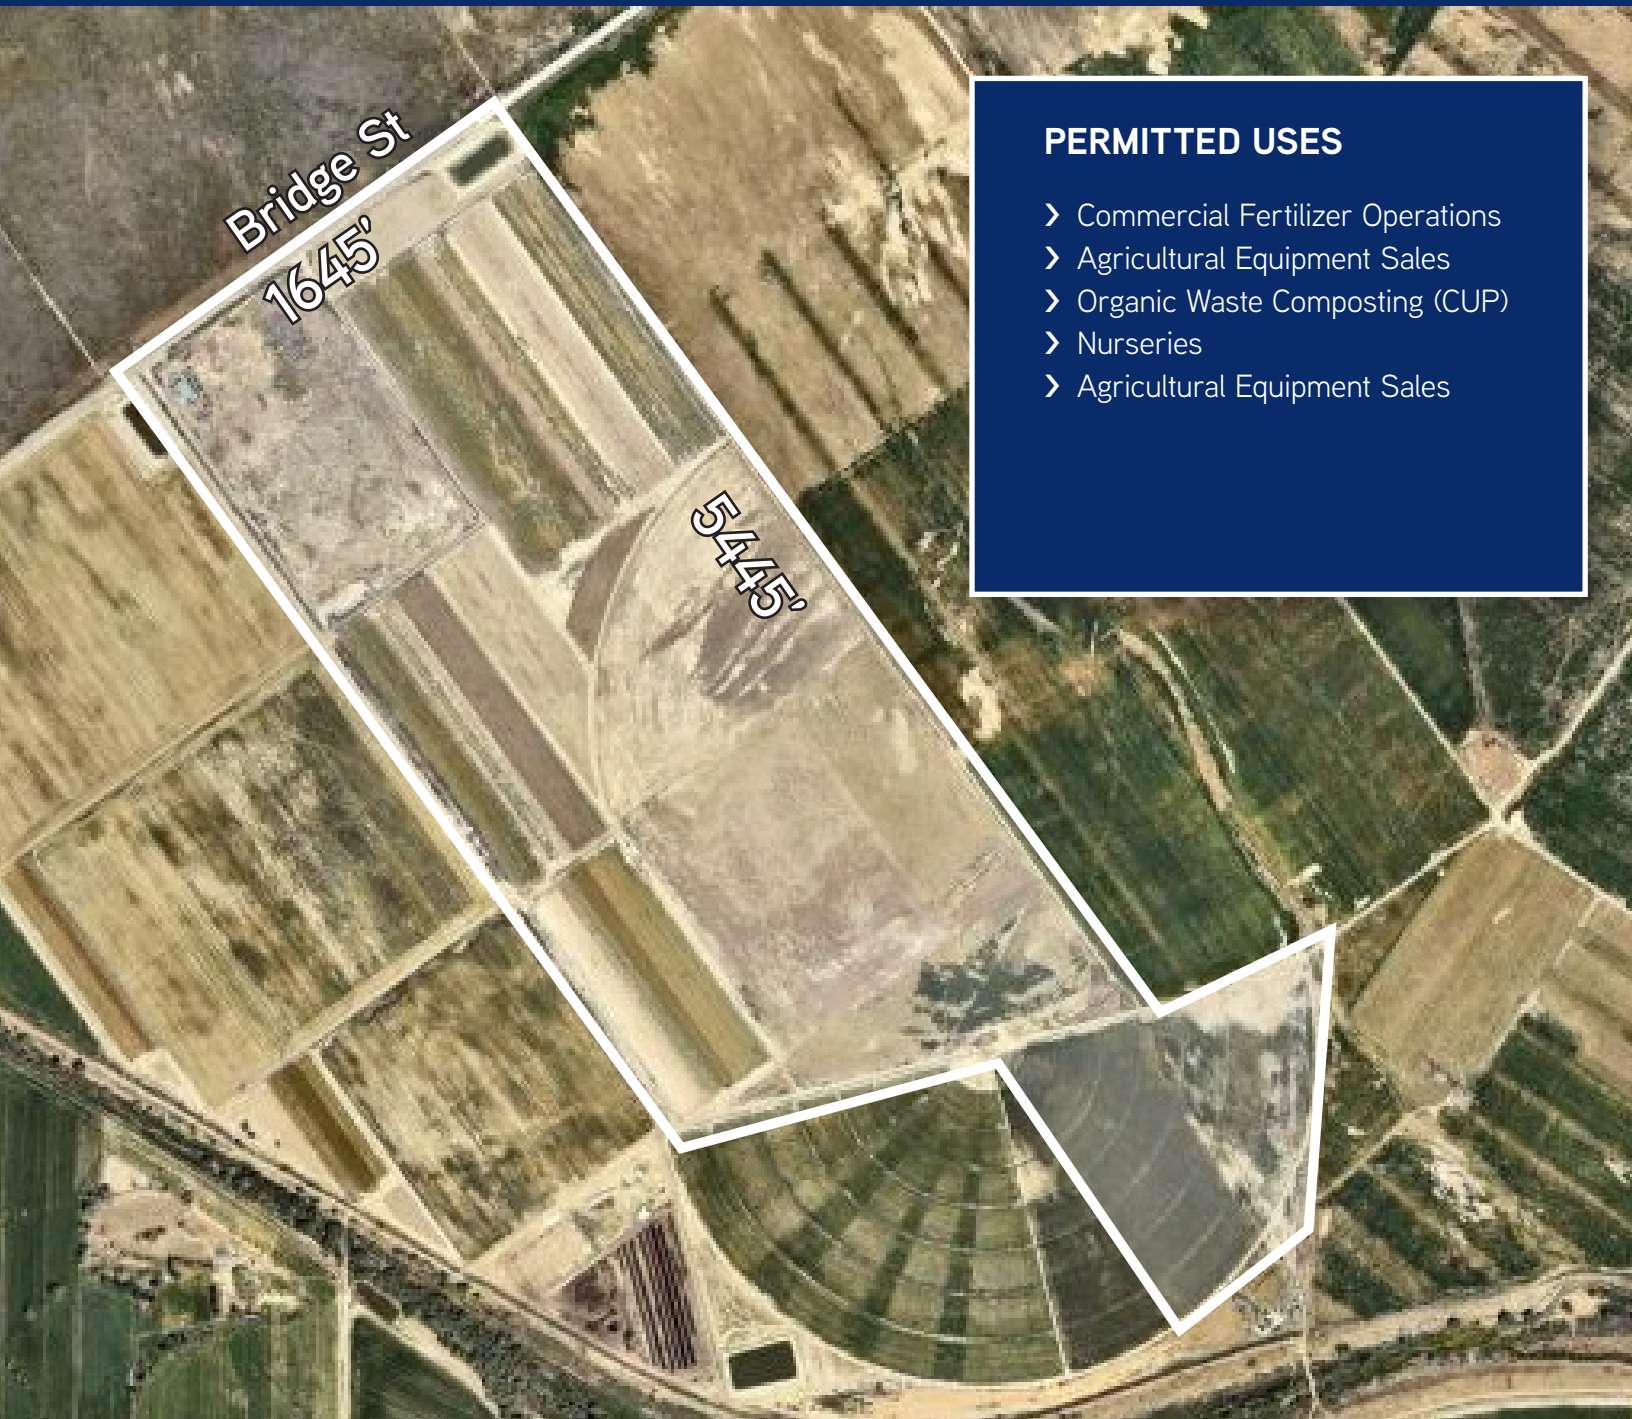 Bridge St
1645'
5445'
PERMITTED USES
› Commercial Fertilizer Operations
› Agricultural Equipment Sales
› Organic Waste Composting (CUP)
› Nurseries
› Agricultural Equipment Sales